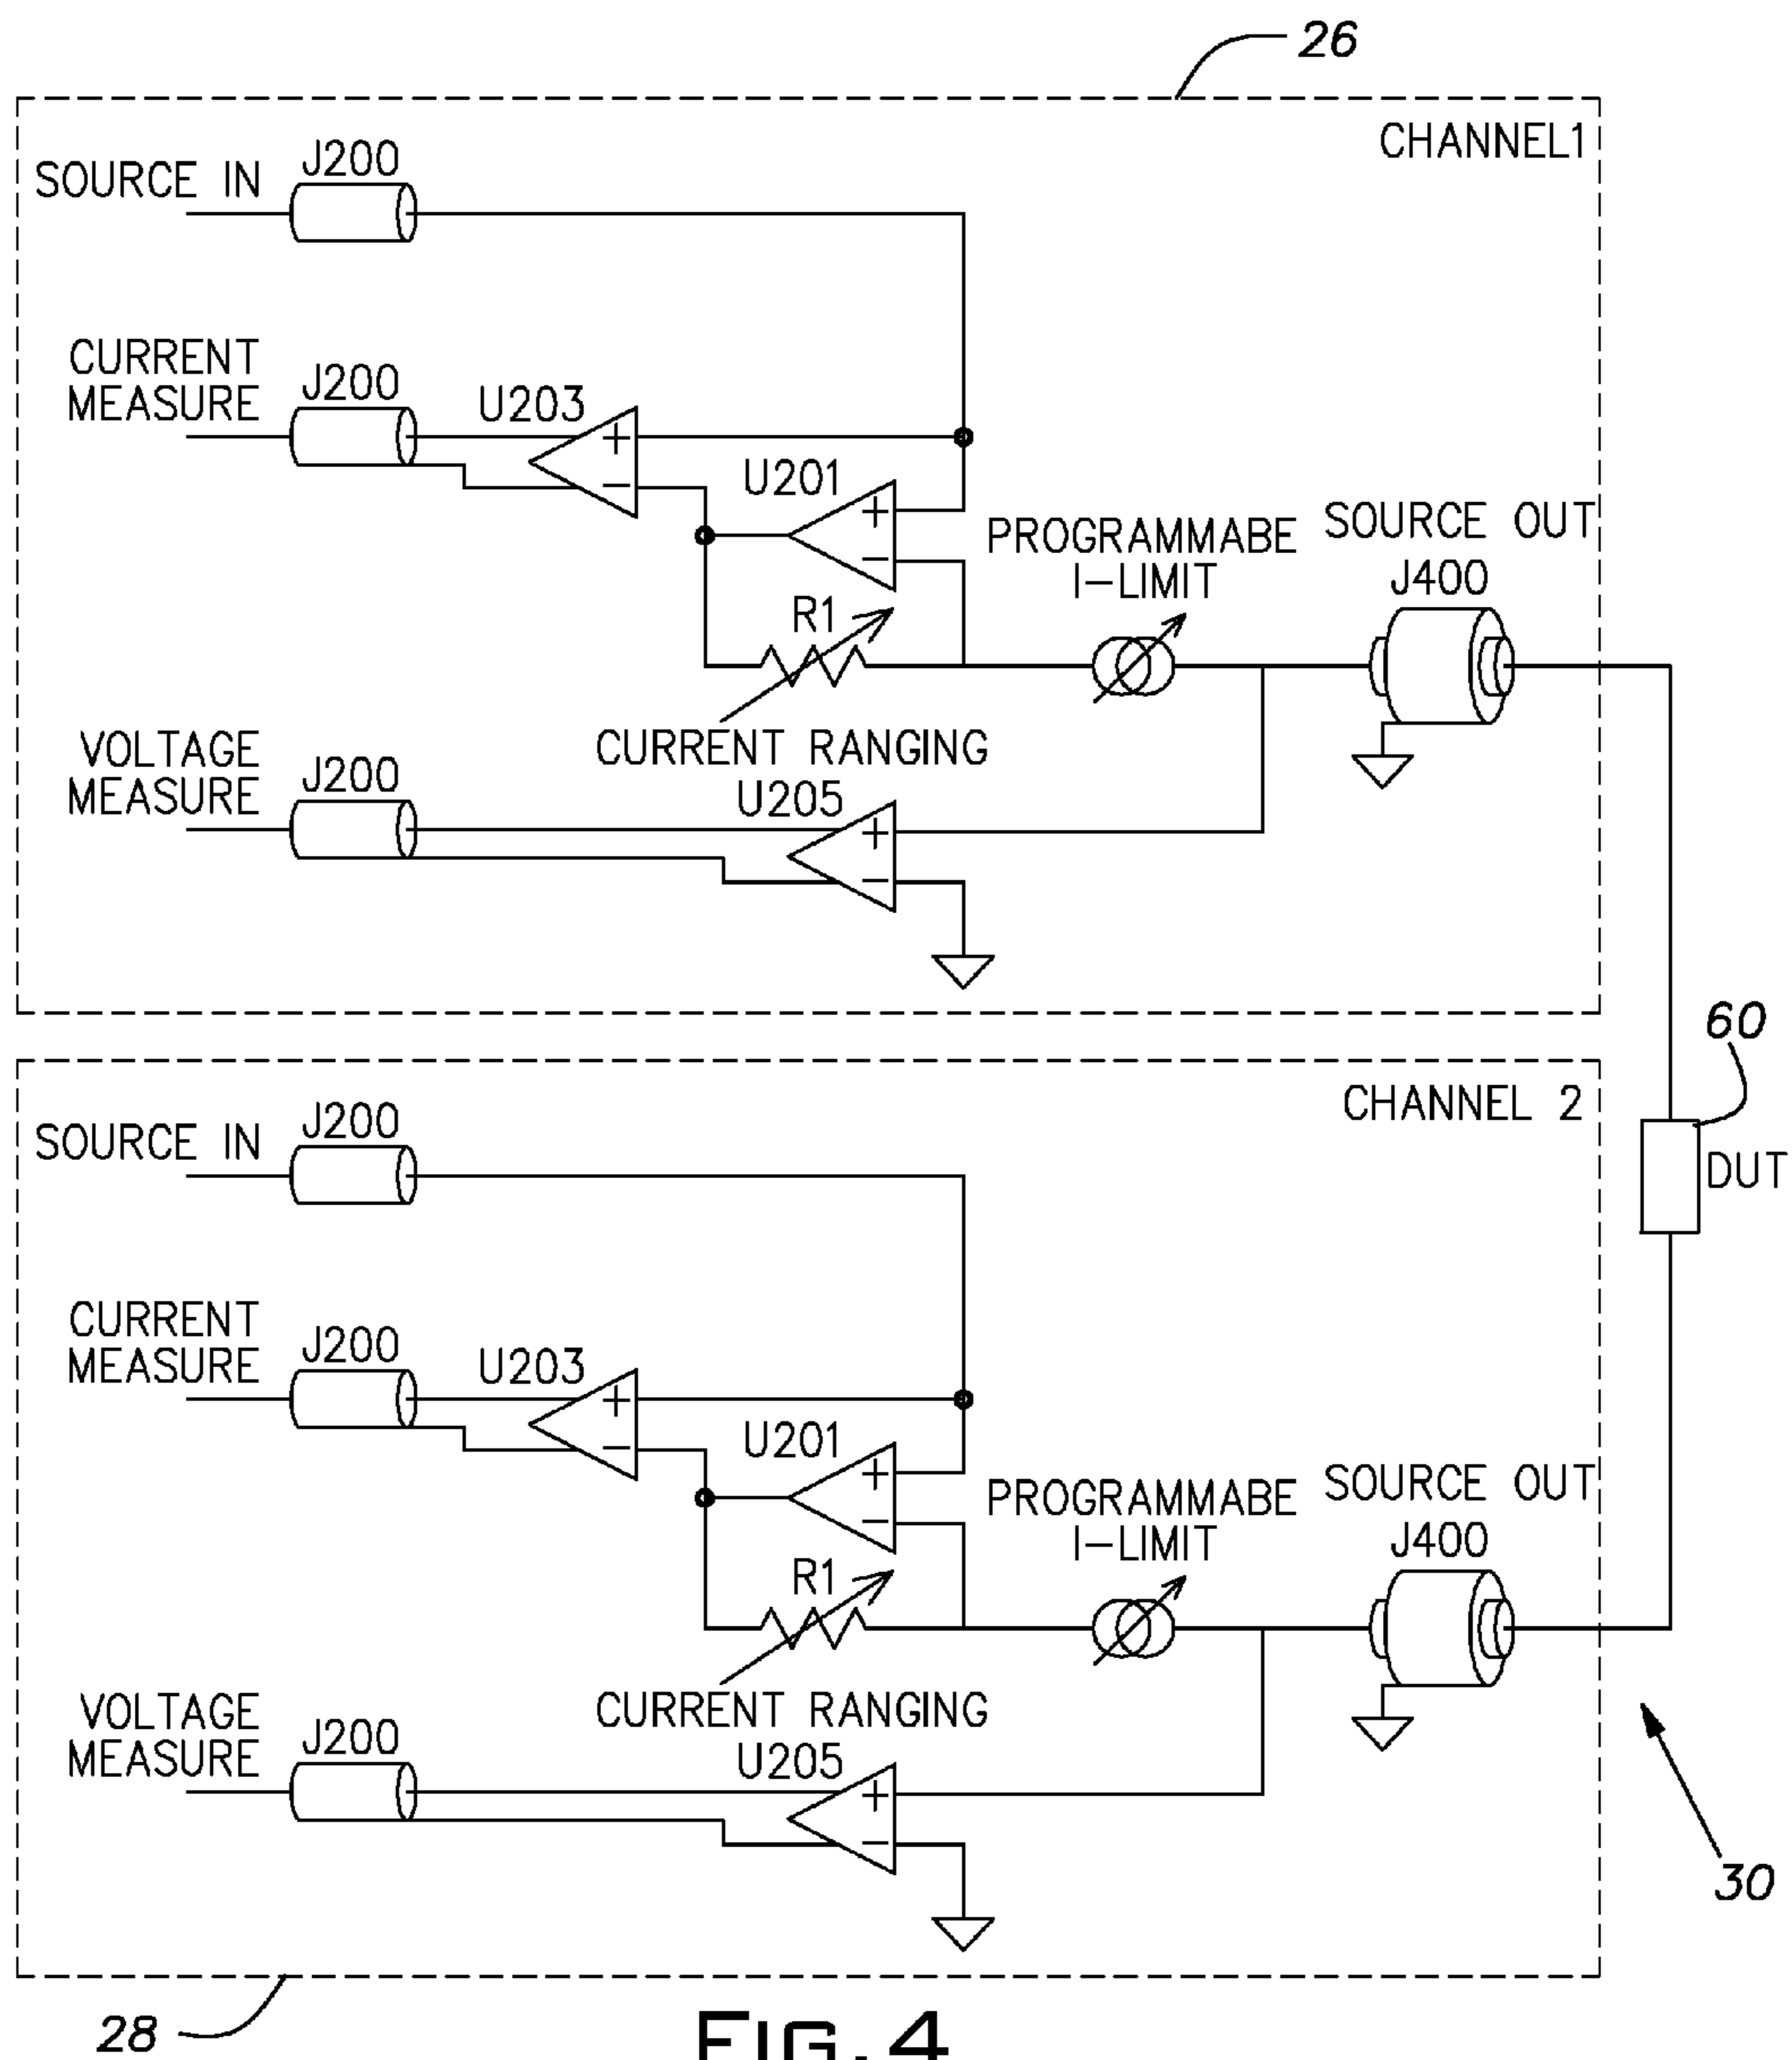 26
CHANNEL1
SOURCE IN
J200
CURRENT
MEASURE
J200
U203
+
−
U201
+
−
PROGRAMMABE
I-LIMIT
SOURCE OUT
J400
R1
CURRENT RANGING
VOLTAGE
MEASURE
J200
U205
+
−
60
DUT
CHANNEL 2
SOURCE IN
J200
CURRENT
MEASURE
J200
U203
+
−
U201
+
−
PROGRAMMABE
I-LIMIT
SOURCE OUT
J400
R1
CURRENT RANGING
VOLTAGE
MEASURE
J200
U205
+
−
30
28
FIG.4